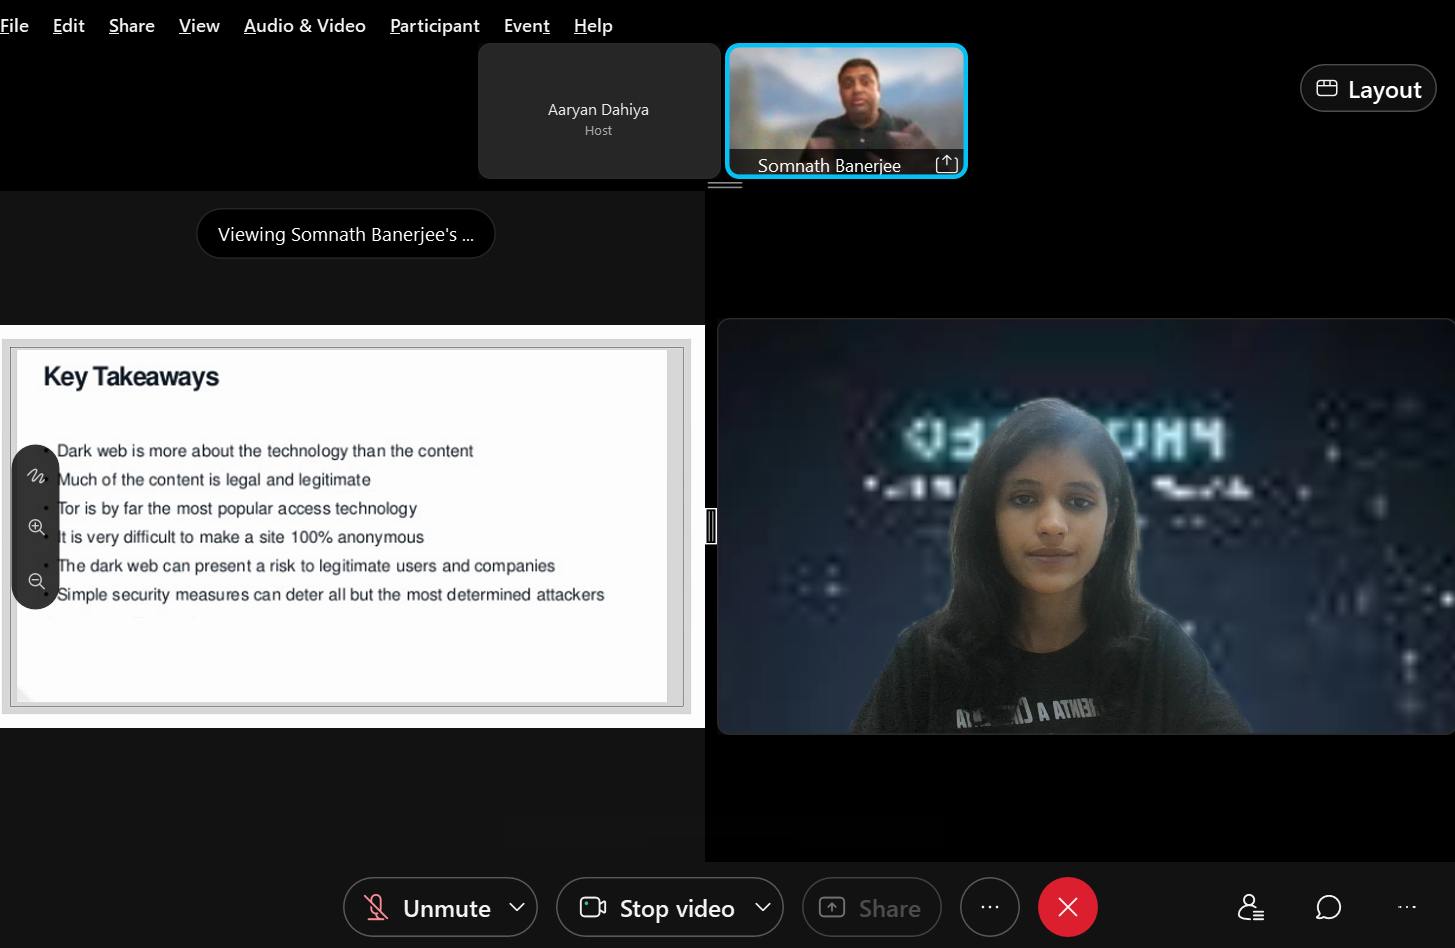 File Edit Share View Audio & Video Participant Event Help
Aaryan Dahiya
Host
Somnath Banerjee
Layout
Viewing Somnath Banerjee's ...
Key Takeaways
Dark web is more about the technology than the content
Much of the content is legal and legitimate
Tor is by far the most popular access technology
It is very difficult to make a site 100% anonymous
The dark web can present a risk to legitimate users and companies
Simple security measures can deter all but the most determined attackers
Unmute Stop video Share